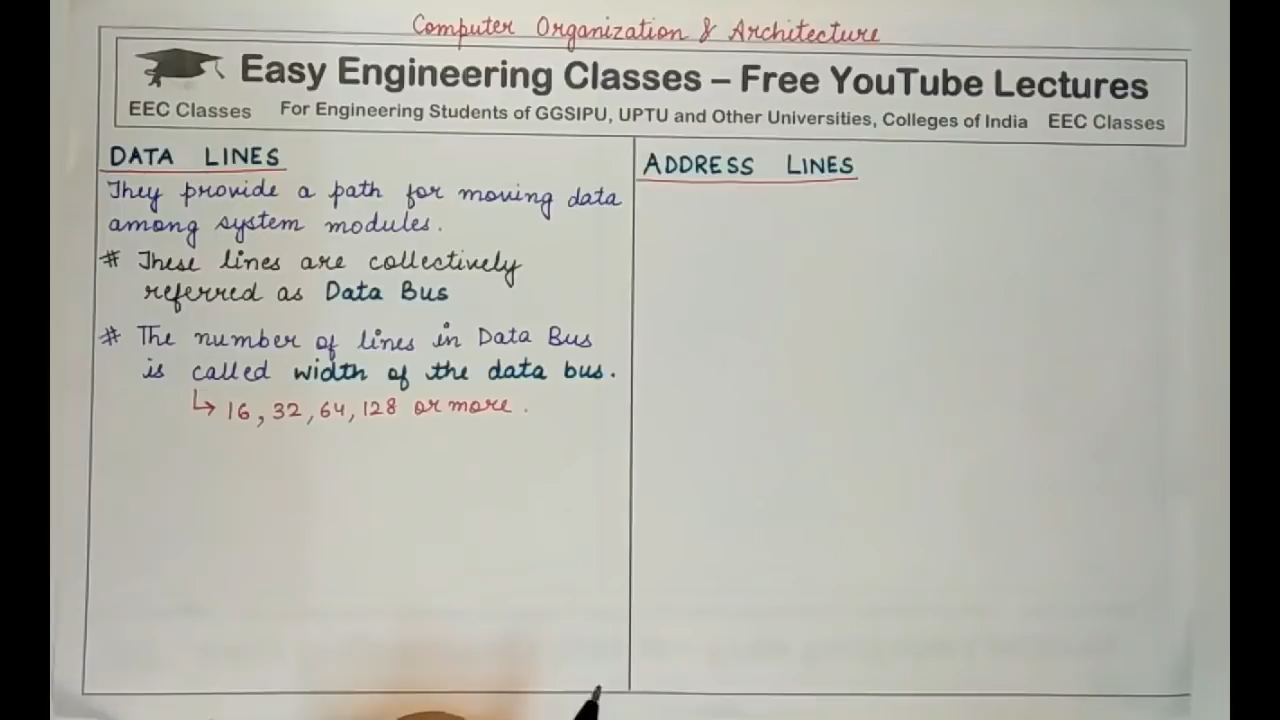 Computer Organization & Architecture
Easy Engineering Classes – Free YouTube Lectures
EEC Classes For Engineering Students of GGSIPU, UPTU and Other Universities, Colleges of India EEC Classes
DATA LINES
They provide a path for moving data
among system modules.
# These lines are collectively
referred as Data Bus
# The number of lines in Data Bus
is called width of the data bus.
↳ 16, 32, 64, 128 or more.
ADDRESS LINES